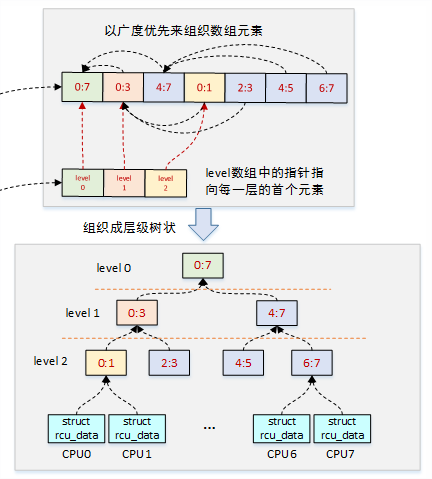 以广度优先来组织数组元素
0:7 0:3 4:7 0:1 2:3 4:5 6:7
level 0 level 1 level 2
level数组中的指针指
向每一层的首个元素
组织成层级树状
level 0 0:7
level 1 0:3 4:7
level 2 0:1 2:3 4:5 6:7
struct struct struct struct
rcu_data rcu_data ... rcu_data rcu_data
CPU0 CPU1 CPU6 CPU7